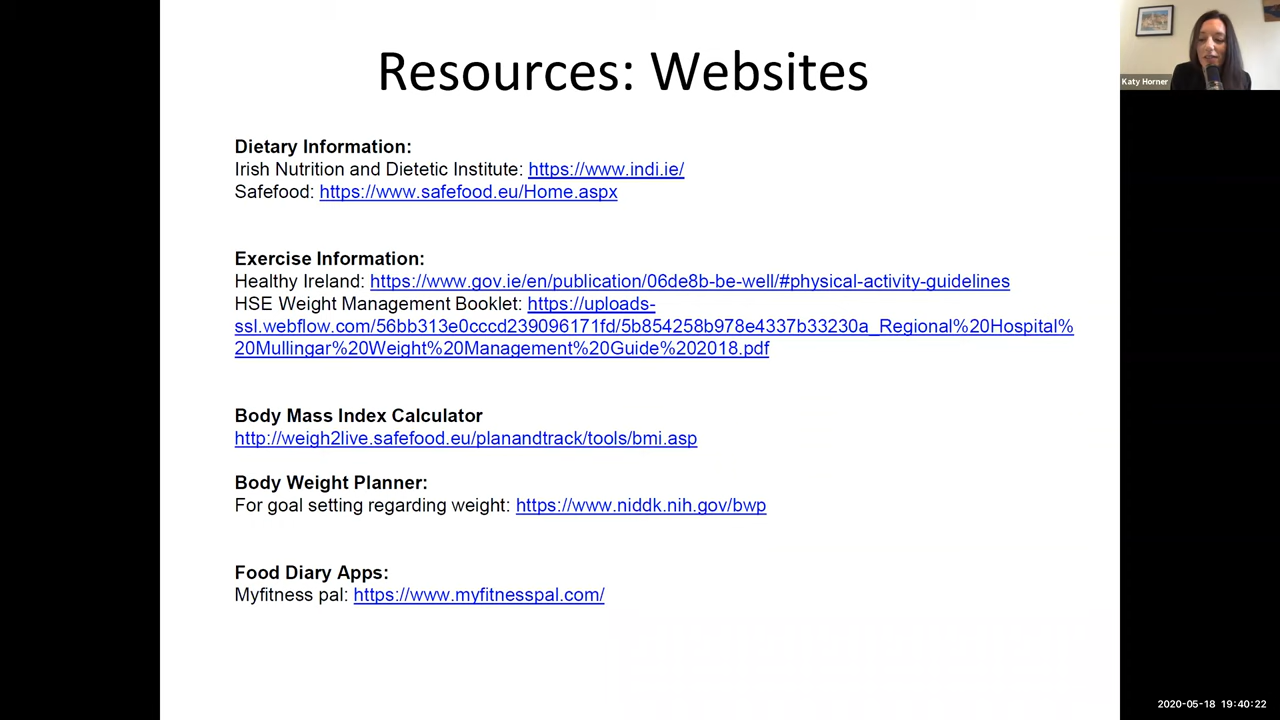 Resources: Websites
Katy Horner
Dietary Information:
Irish Nutrition and Dietetic Institute: https://www.indi.ie/
Safefood: https://www.safefood.eu/Home.aspx
Exercise Information:
Healthy Ireland: https://www.gov.ie/en/publication/06de8b-be-well/#physical-activity-guidelines
HSE Weight Management Booklet: https://uploads-
ssl.webflow.com/56bb313e0cccd239096171fd/5b854258b978e4337b33230a_Regional%20Hospital%
20Mullingar%20Weight%20Management%20Guide%202018.pdf
Body Mass Index Calculator
http://weigh2live.safefood.eu/planandtrack/tools/bmi.asp
Body Weight Planner:
For goal setting regarding weight: https://www.niddk.nih.gov/bwp
Food Diary Apps:
Myfitness pal: https://www.myfitnesspal.com/
2020-05-18 19:40:22